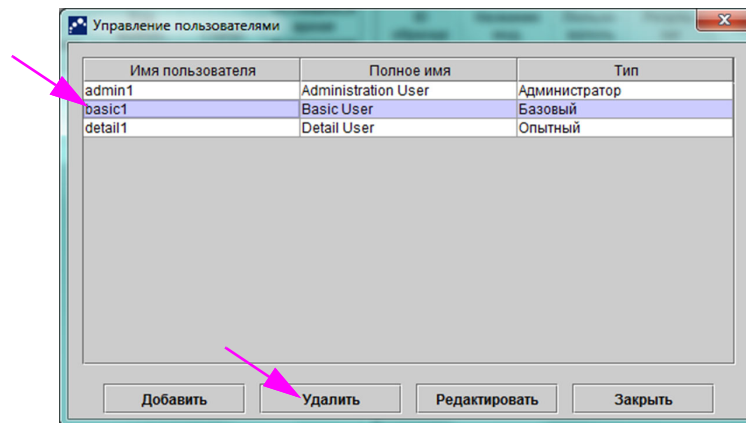 Управление пользователями
Имя пользователя Полное имя Тип
admin1 Administration User Администратор
basic1 Basic User Базовый
detail1 Detail User Опытный
Добавить Удалить Редактировать Закрыть